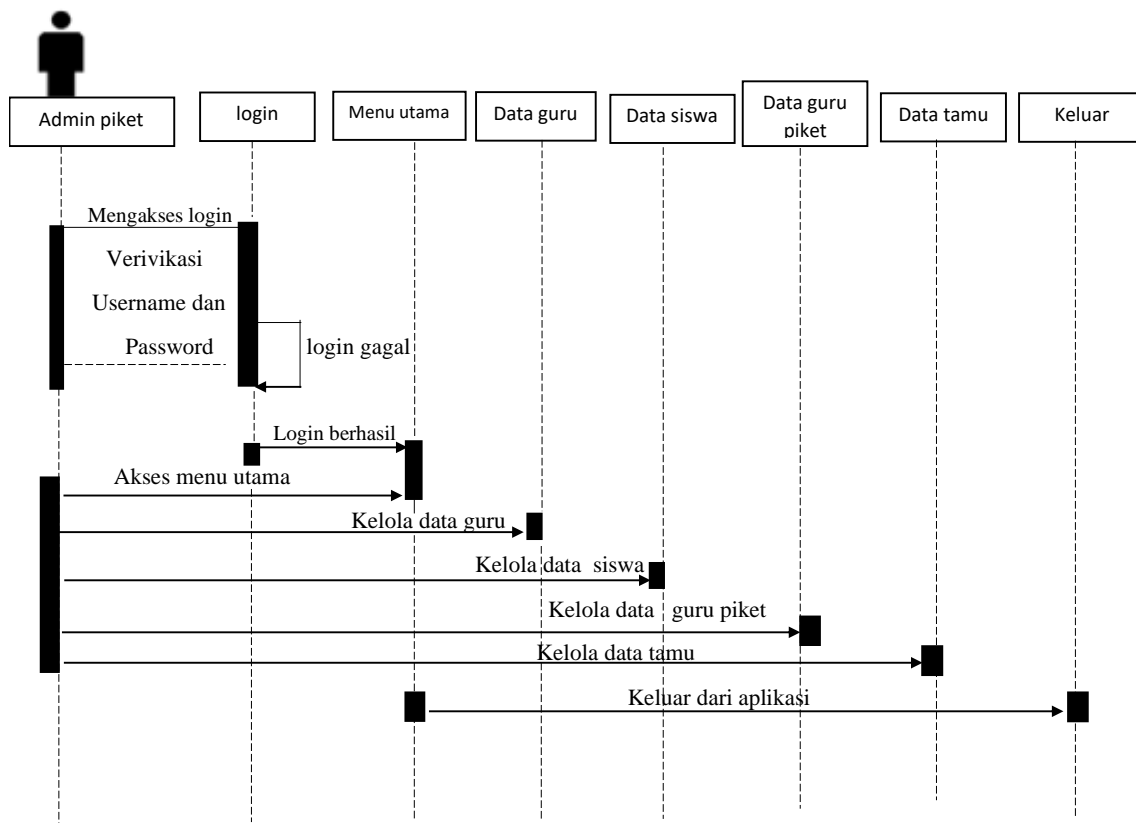 Admin piket
login
Menu utama
Data guru
Data siswa
Data guru
piket
Data tamu
Keluar
Mengakses login
Verivikasi
Username dan
Password
login gagal
Login berhasil
Akses menu utama
Kelola data guru
Kelola data siswa
Kelola data guru piket
Kelola data tamu
Keluar dari aplikasi